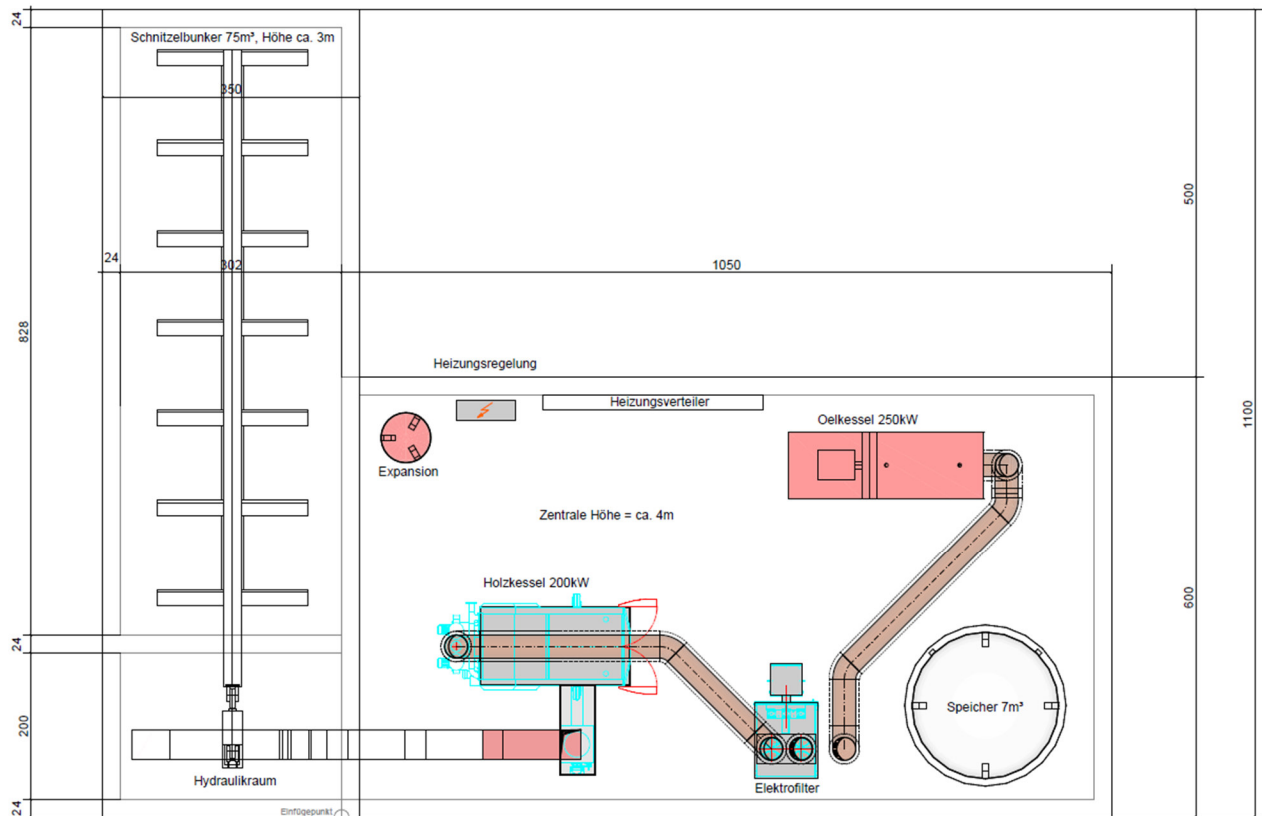 24
Schnitzelbunker 75m³, Höhe ca. 3m
350
500
24
302
1050
828
Heizungsregelung
1100
Heizungsverteiler
Oelkessel 250kW
Expansion
Zentrale Höhe = ca. 4m
Holzkessel 200kW
600
24
Speicher 7m³
200
Hydraulikraum
Elektrofilter
24
Einfügepunkt